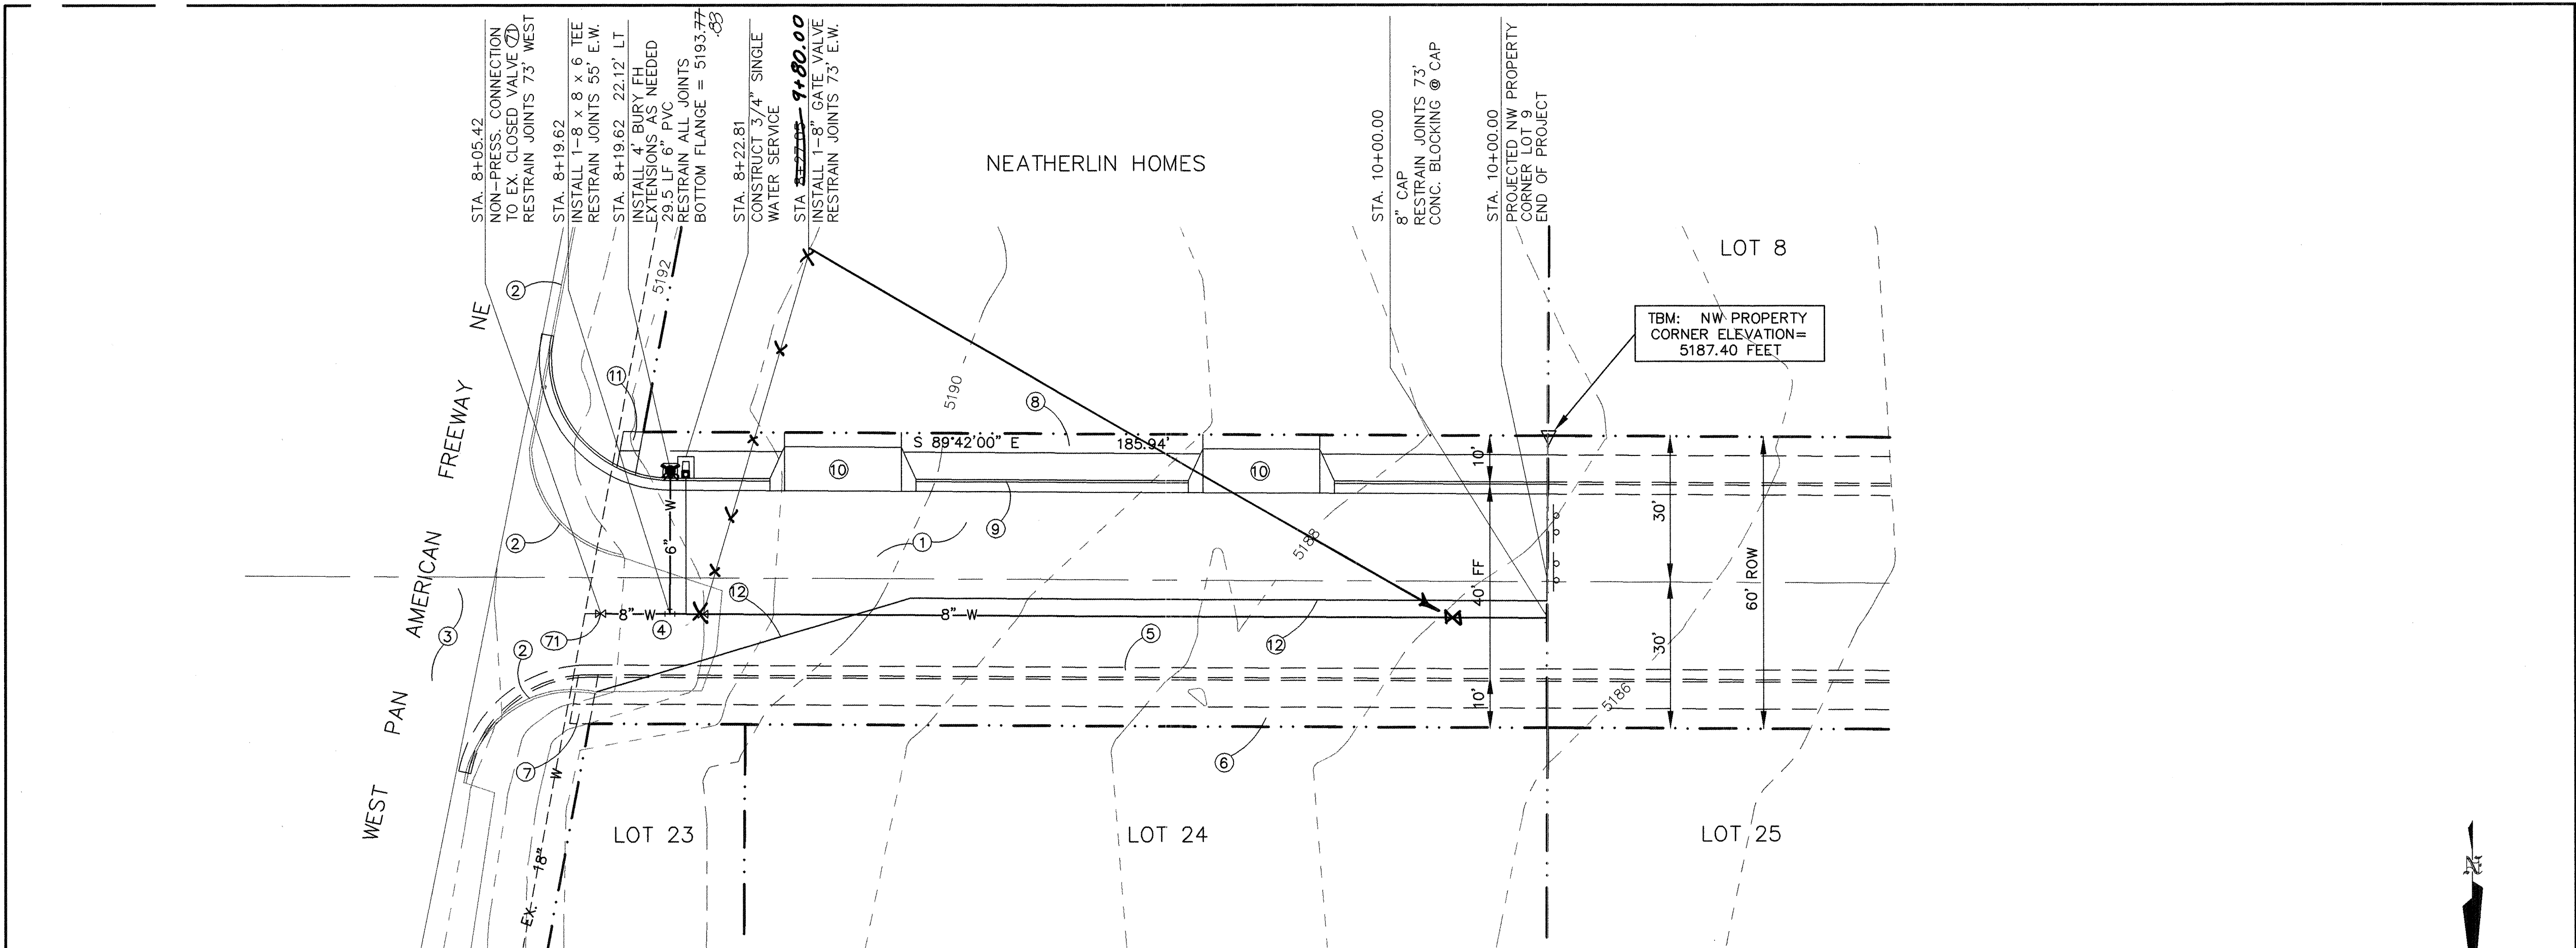 STA. 8+05.42
NON-PRESS. CONNECTION
TO EX. CLOSED VALVE 71
RESTRAIN JOINTS 73' WEST
STA. 8+19.62
INSTALL 1-8 x 8 x 6 TEE
RESTRAIN JOINTS 55' E.W.
STA. 8+19.62 22.12' LT
INSTALL 4' BURY FH
EXTENSIONS AS NEEDED
29.5 LF 6" PVC
RESTRAIN ALL JOINTS
BOTTOM FLANGE = 5193.77
.83
STA. 8+22.81
CONSTRUCT 3/4" SINGLE
WATER SERVICE
STA 8+27.05 9+80.00
INSTALL 1-8" GATE VALVE
RESTRAIN JOINTS 73' E.W.
NEATHERLIN HOMES
STA. 10+00.00
8" CAP
RESTRAIN JOINTS 73'
CONC. BLOCKING @ CAP
STA. 10+00.00
PROJECTED NW PROPERTY
CORNER LOT 9
END OF PROJECT
LOT 8
TBM: NW PROPERTY
CORNER ELEVATION=
5187.40 FEET
2
5192
11
5190
8
S 89°42'00" E 185.94'
10
10
9
1
2
6"
W
5188
10'
40' FF
10'
30'
30'
60' ROW
12
8" W
4
8" W
71
5
12
3
2
7
6
5186
WEST PAN AMERICAN FREEWAY NE
EX. 18" W
LOT 23
LOT 24
LOT 25
N